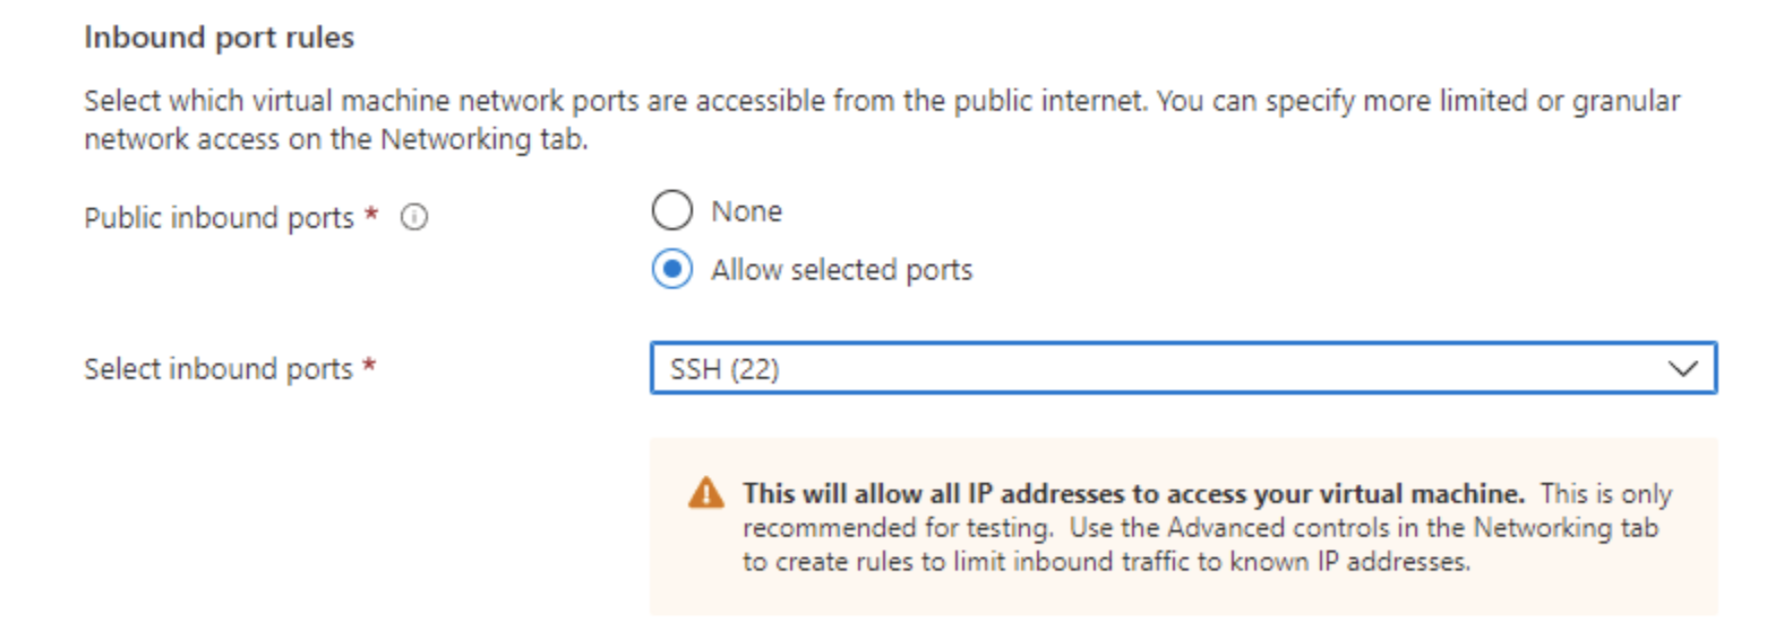 Inbound port rules
Select which virtual machine network ports are accessible from the public internet. You can specify more limited or granular
network access on the Networking tab.
Public inbound ports *
None
Allow selected ports
Select inbound ports *
SSH (22)
This will allow all IP addresses to access your virtual machine. This is only
recommended for testing. Use the Advanced controls in the Networking tab
to create rules to limit inbound traffic to known IP addresses.